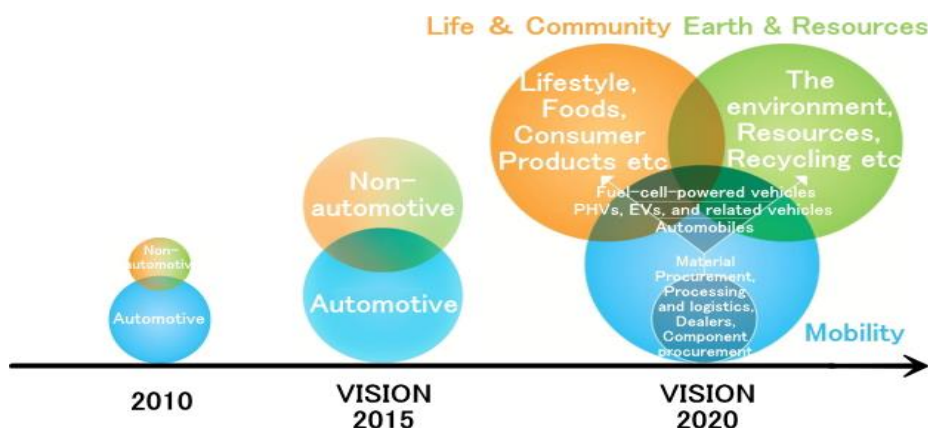 Life & Community
Earth & Resources
Lifestyle,
Foods,
Consumer
Products etc
The
environment,
Resources,
Recycling etc
Fuel-cell-powered vehicles
PHVs, EVs, and related vehicles
Automobiles
Material
Procurement,
Processing
and logistics,
Dealers,
Component
procurement
Mobility
Non-
automotive
Automotive
Non-
automotive
Automotive
2010
VISION
2015
VISION
2020